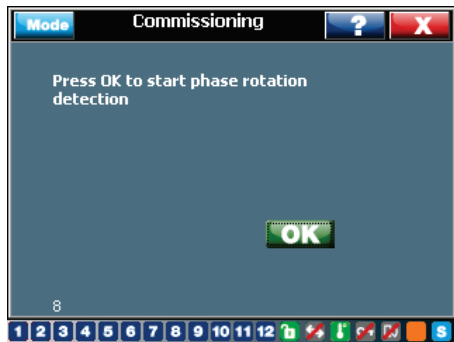 Mode Commissioning ? X
Press OK to start phase rotation
detection
OK
8
1 2 3 4 5 6 7 8 9 10 11 12 S